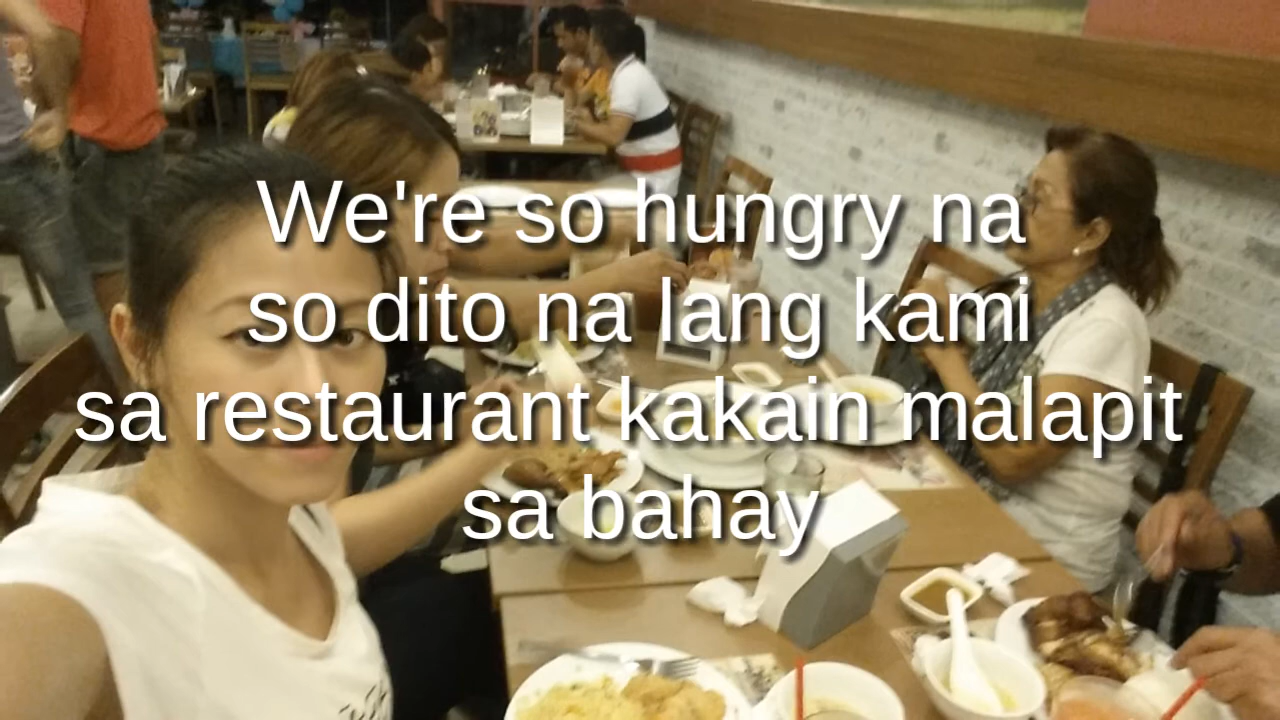 We're so hungry na
so dito na lang kami
sa restaurant kakain malapit
sa bahay